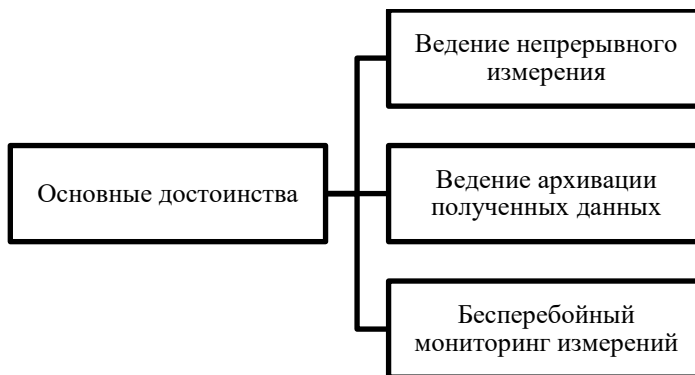 Ведение непрерывного
измерения
Основные достоинства
Ведение архивации
полученных данных
Бесперебойный
мониторинг измерений